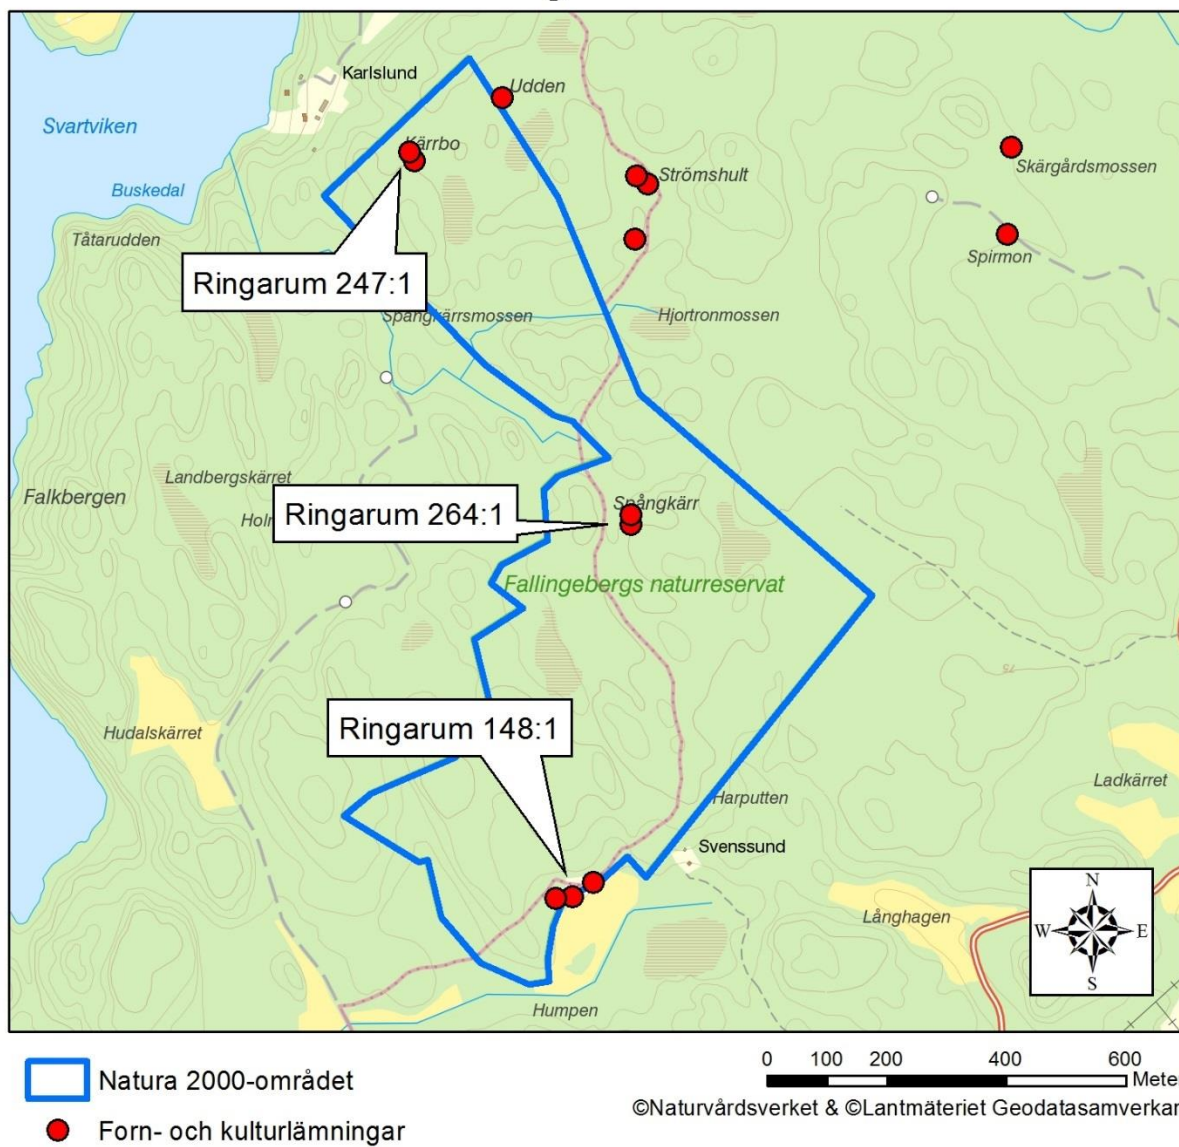 Karlslund
Udden
Svartviken
Kärrbo
Skärgårdsmossen
Strömshult
Buskedal
Tåtarudden
Spirmon
Ringarum 247:1
Spångkärrsmossen
Hjortronmossen
Landbergskärret
Falkbergen
Spångkärr
Ringarum 264:1
Fallingebergs naturreservat
75
Ringarum 148:1
Hudalskärret
Ladkärret
Harputten
Svenssund
N
Långhagen
W
E
S
Humpen
Natura 2000-området
0 100 200 400 600
Meter
©Naturvårdsverket & ©Lantmäteriet Geodatasamverkan
Forn- och kulturlämningar